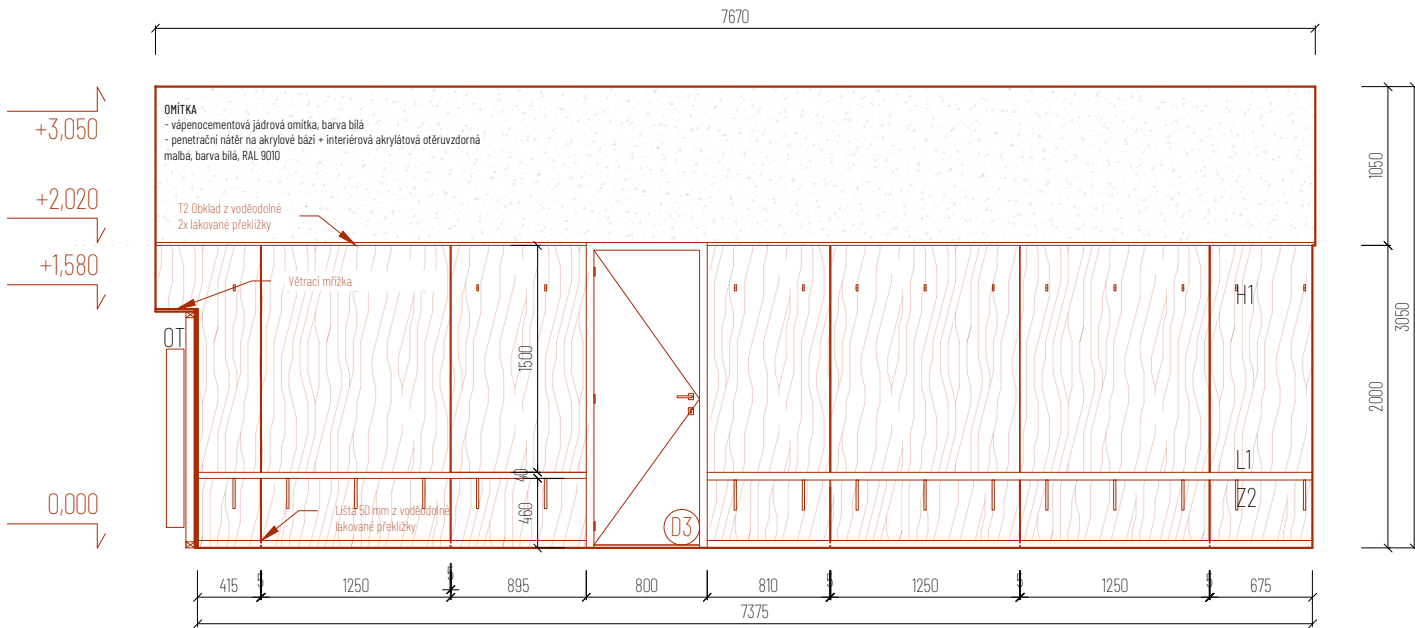 7670
OMÍTKA
- vápenocementová jádrová omítka, barva bílá
- penetrační nátěr na akrylové bázi + interiérová akrylátová otěruvzdorná
malba, barva bílá, RAL 9010
+3,050
+2,020
+1,580
0,000
T2 Obklad z voděodolné
2x lakované překližky
Větrací mřížka
OT
Lišta 50 mm z voděodolné
lakované překližky
1500
40
460
D3
H1
L1
Z2
1050
2000
3050
415
5
1250
5
895
800
810
5
1250
5
1250
5
675
7375